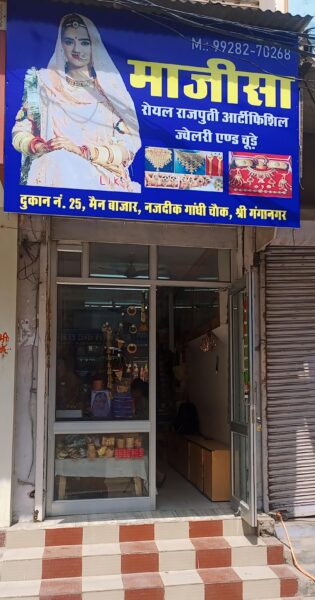 M.: 99282-70268
माजीसा
रोयल राजपुती आर्टीफिशिल
ज्वेलरी एण्ड चूड़े
दुकान नं. 25, मैन बाजार, नजदीक गांधी चौक, श्री गंगानगर